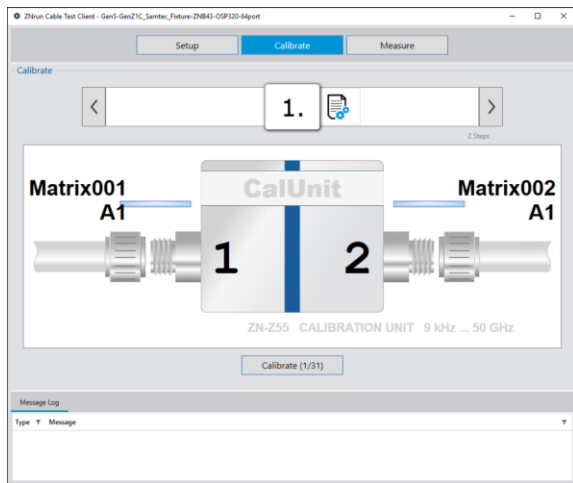 ZNrun Cable Test Client - Gen5-GenZ1C_Samtec_Fixture-ZNB43-OSP320-64port
Setup
Calibrate
Measure
Calibrate
1.
2 Steps
Matrix001
A1
CalUnit
Matrix002
A1
1
2
ZN-Z55 CALIBRATION UNIT 9 kHz ... 50 GHz
Calibrate (1/31)
Message Log
Type Message